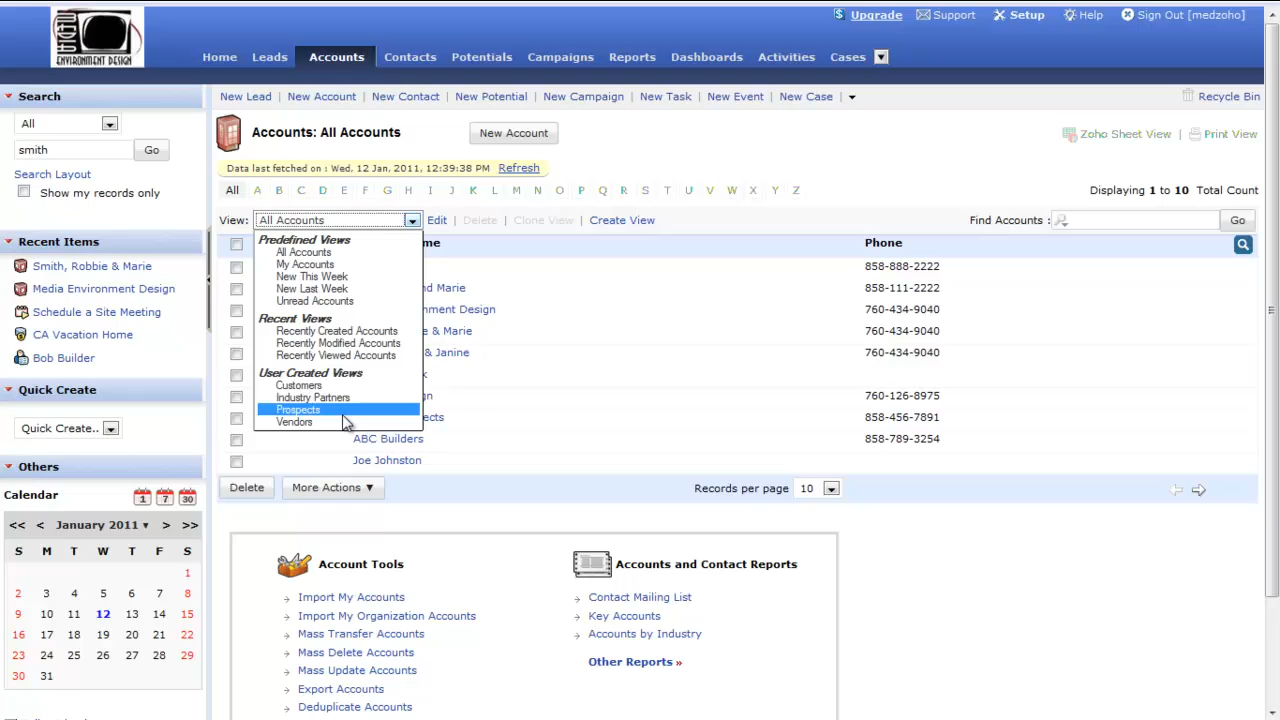 Upgrade Support Setup Help Sign Out [medzoho]
MEDIA
ENVIRONMENT DESIGN
Home Leads Accounts Contacts Potentials Campaigns Reports Dashboards Activities Cases
Search
All
smith Go
Search Layout
Show my records only
Recent Items
Smith, Robbie & Marie
Media Environment Design
Schedule a Site Meeting
CA Vacation Home
Bob Builder
Quick Create
Quick Create..
Others
Calendar 1 7 30
<< < January 2011 ▾ > >>
S M T W T F S
1
2 3 4 5 6 7 8
9 10 11 12 13 14 15
16 17 18 19 20 21 22
23 24 25 26 27 28 29
30 31
New Lead New Account New Contact New Potential New Campaign New Task New Event New Case Recycle Bin
Accounts: All Accounts New Account Zoho Sheet View Print View
Data last fetched on : Wed, 12 Jan, 2011, 12:39:38 PM Refresh
All A B C D E F G H I J K L M N O P Q R S T U V W X Y Z Displaying 1 to 10 Total Count
View: All Accounts Edit | Delete | Clone View | Create View Find Accounts : Go
me Phone
Predefined Views
All Accounts
My Accounts
New This Week
New Last Week
Unread Accounts
Recent Views
Recently Created Accounts
Recently Modified Accounts
Recently Viewed Accounts
User Created Views
Customers
Industry Partners
Prospects
Vendors
858-888-2222
nd Marie 858-111-2222
nment Design 760-434-9040
e & Marie 760-434-9040
& Janine 760-434-9040
k
gn 760-126-8975
ects 858-456-7891
ABC Builders 858-789-3254
Joe Johnston
Delete More Actions ▼ Records per page 10
Account Tools
Import My Accounts
Import My Organization Accounts
Mass Transfer Accounts
Mass Delete Accounts
Mass Update Accounts
Export Accounts
Deduplicate Accounts
Accounts and Contact Reports
Contact Mailing List
Key Accounts
Accounts by Industry
Other Reports »